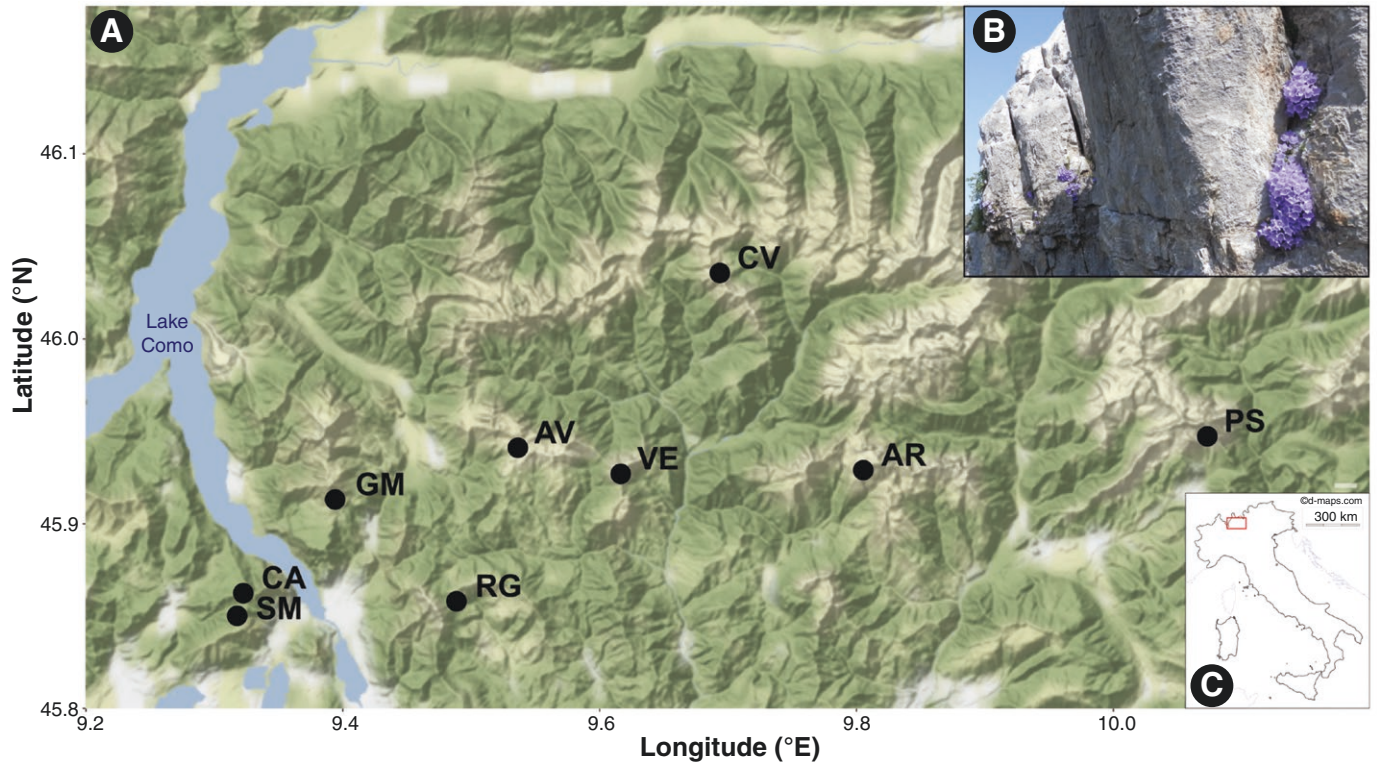 A
B
46.1
CV
Lake
Como
46.0
Latitude (°N)
PS
AV
VE
AR
GM
45.9
©d-maps.com
300 km
CA
SM
RG
C
45.8
9.2
9.4
9.6
9.8
10.0
Longitude (°E)